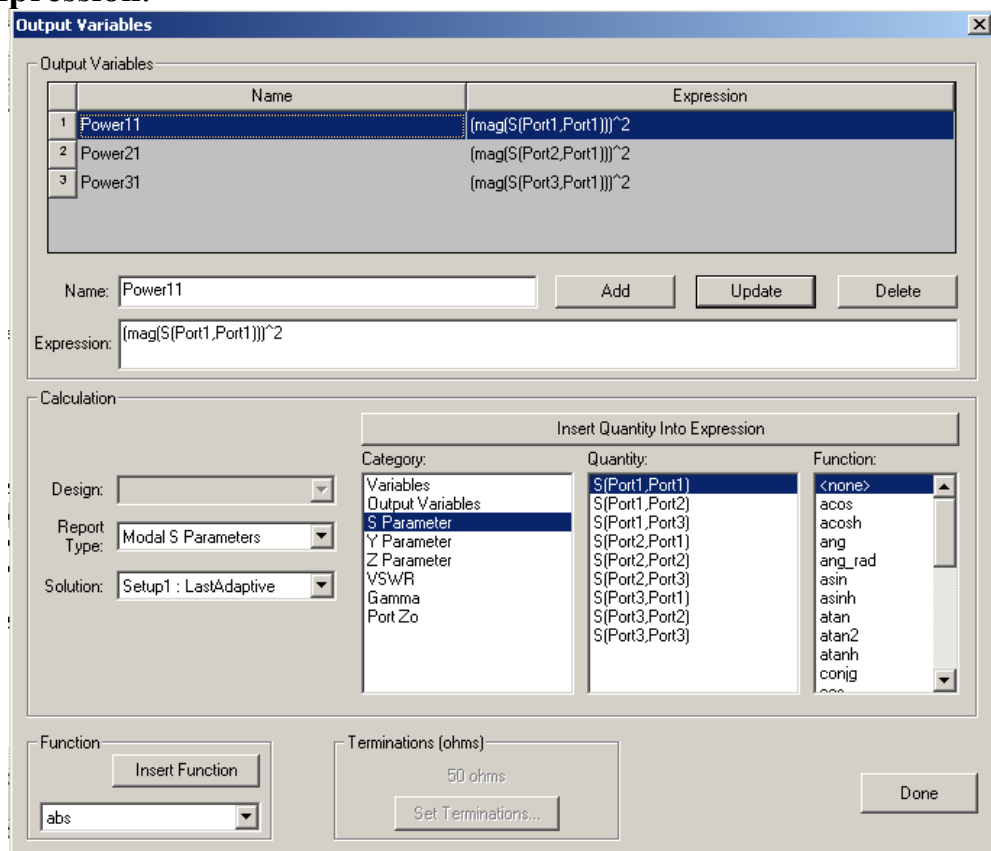 pression.
Output Variables
Output Variables
Name Expression
1 Power11 (mag(S(Port1,Port1)))^2
2 Power21 (mag(S(Port2,Port1)))^2
3 Power31 (mag(S(Port3,Port1)))^2
Name: Power11 Add Update Delete
Expression: (mag(S(Port1,Port1)))^2
Calculation
Insert Quantity Into Expression
Category: Quantity: Function:
Variables S(Port1,Port1) <none>
Output Variables S(Port1,Port2) acos
S Parameter S(Port1,Port3) acosh
Y Parameter S(Port2,Port1) ang
Z Parameter S(Port2,Port2) ang_rad
VSWR S(Port2,Port3) asin
Gamma S(Port3,Port1) asinh
Port Zo S(Port3,Port2) atan
S(Port3,Port3) atan2
atanh
conjg
Design:
Report
Type: Modal S Parameters
Solution: Setup1 : LastAdaptive
Function
Insert Function
abs
Terminations (ohms)
50 ohms
Set Terminations...
Done